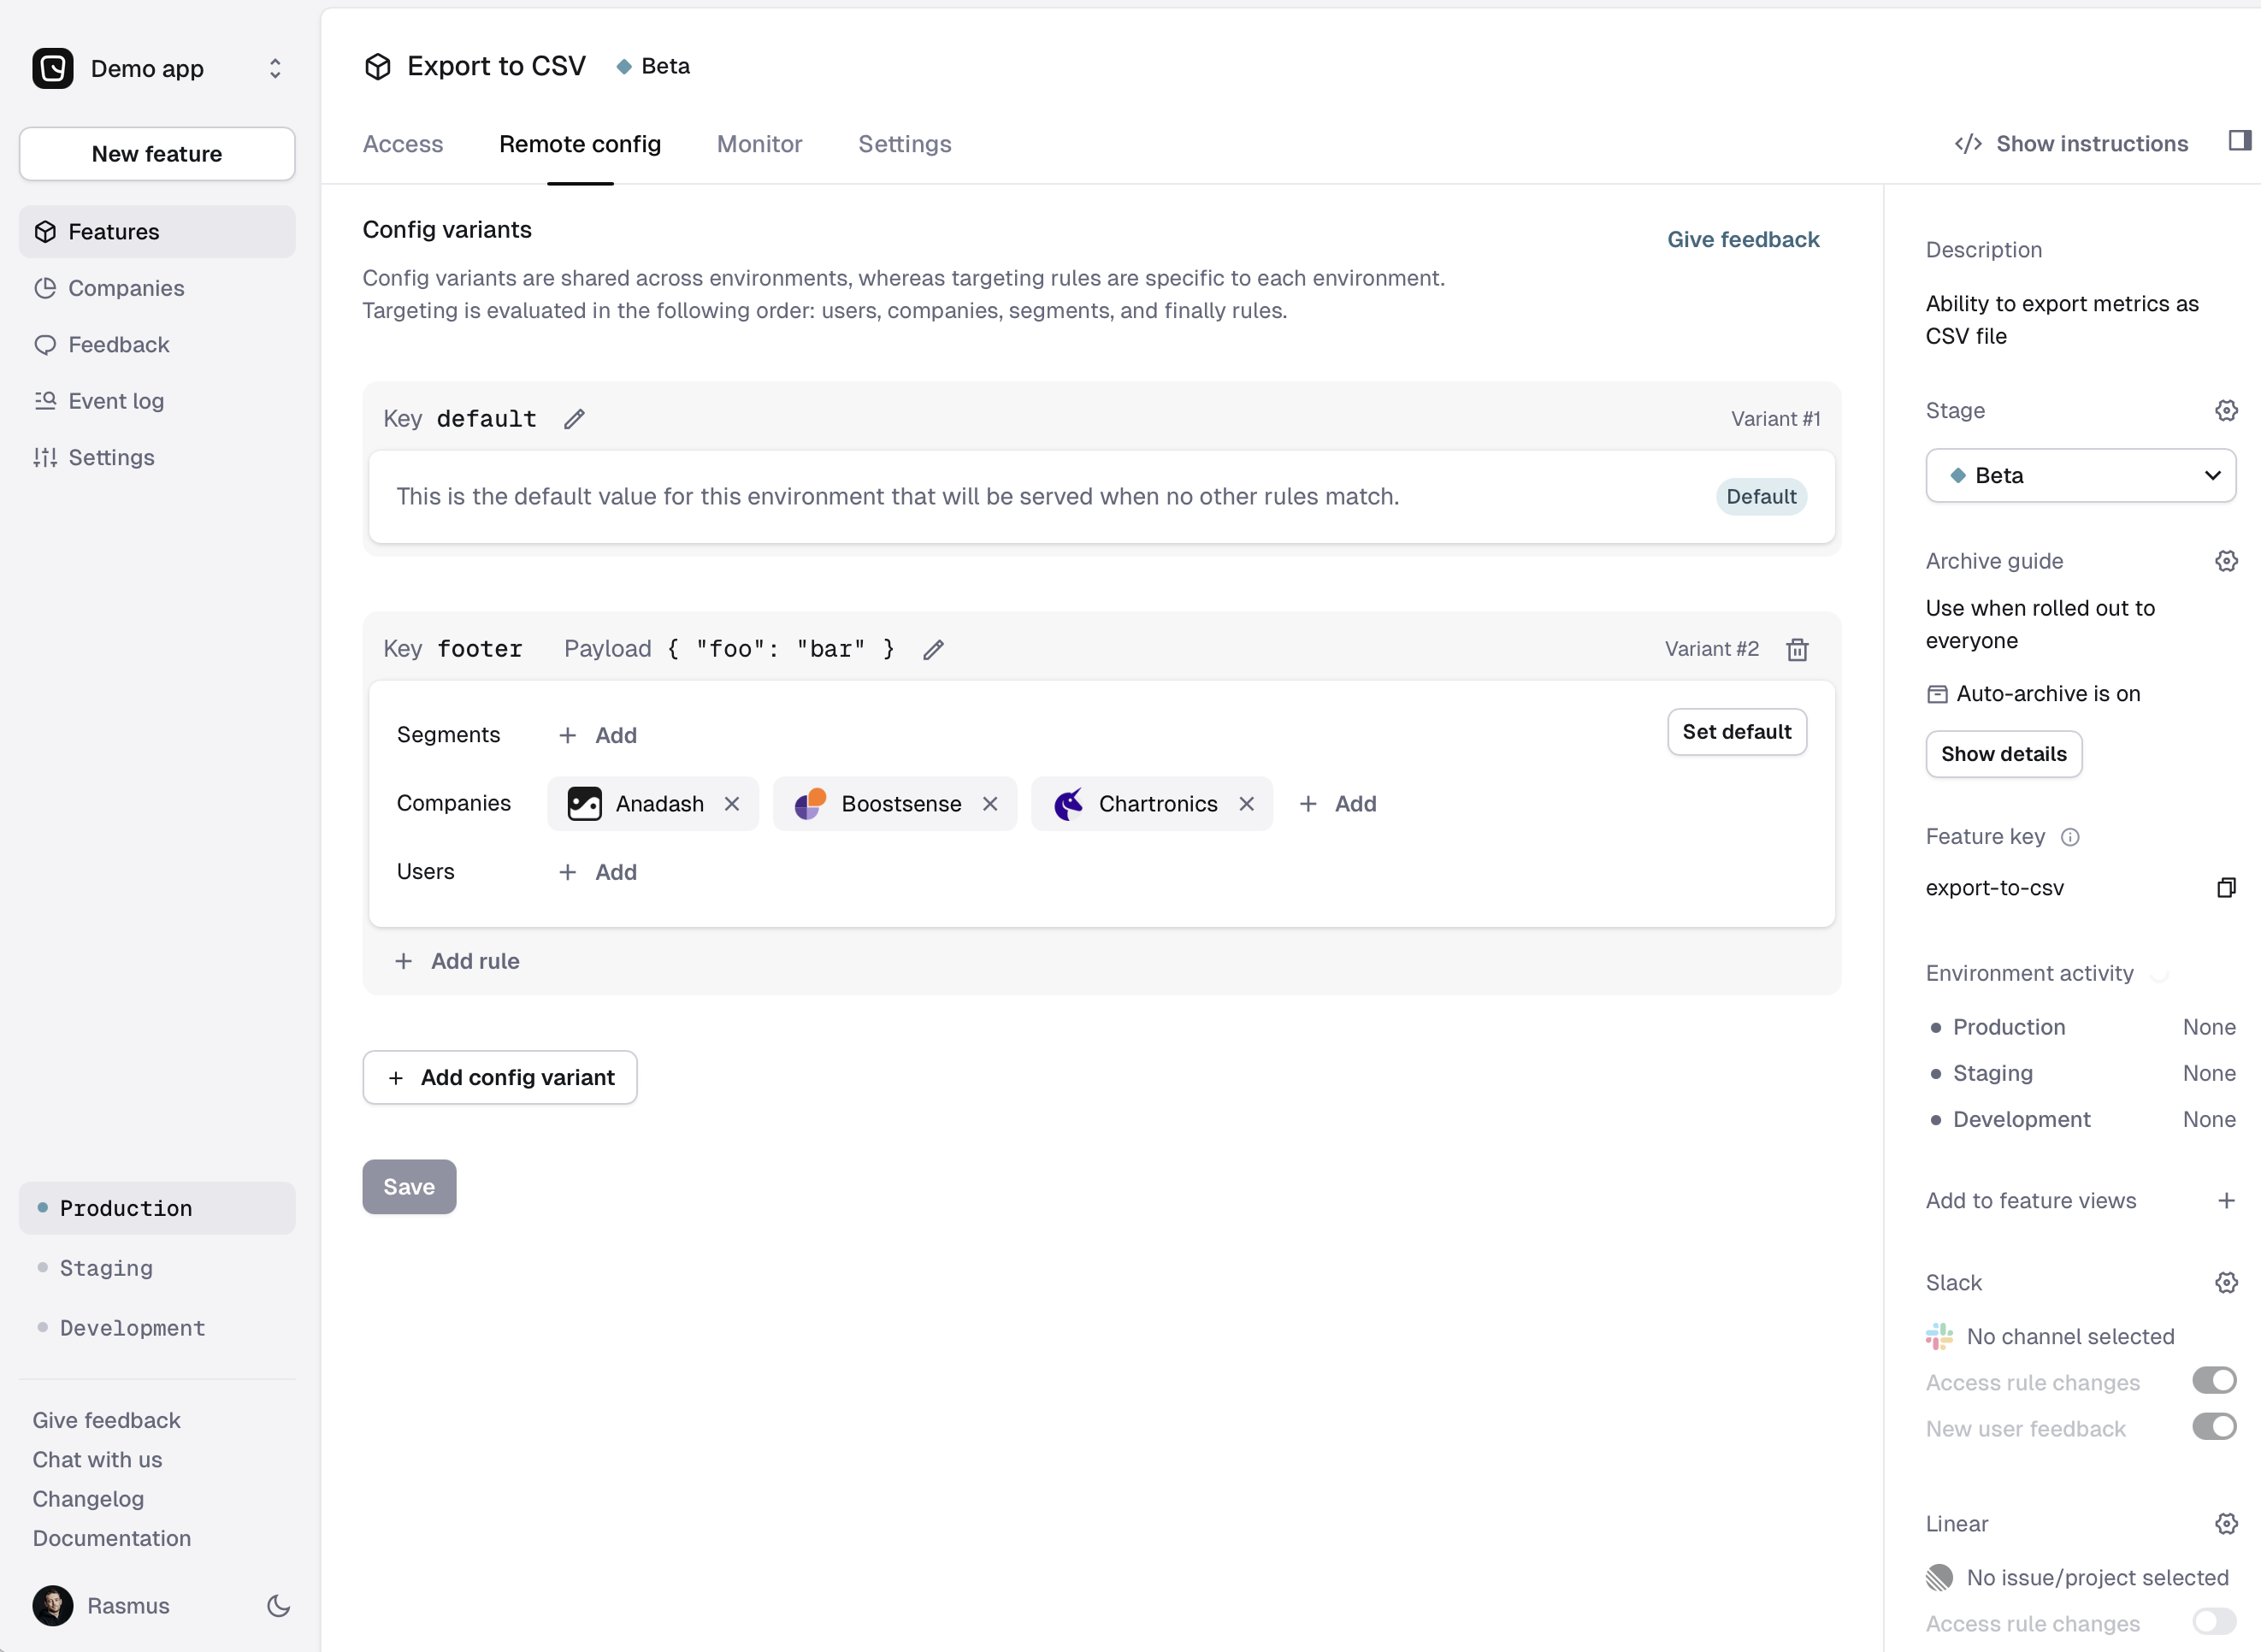 Demo app
New feature
Features
Companies
Feedback
Event log
Settings
Production
Staging
Development
Give feedback
Chat with us
Changelog
Documentation
Rasmus
Export to CSV
Beta
Access
Remote config
Monitor
Settings
</> Show instructions
Config variants
Give feedback
Config variants are shared across environments, whereas targeting rules are specific to each environment.
Targeting is evaluated in the following order: users, companies, segments, and finally rules.
Key default
Variant #1
This is the default value for this environment that will be served when no other rules match.
Default
Key footer Payload { "foo": "bar" }
Variant #2
Segments + Add
Set default
Companies Anadash Boostsense Chartronics + Add
Users + Add
+ Add rule
+ Add config variant
Save
Description
Ability to export metrics as
CSV file
Stage
Beta
Archive guide
Use when rolled out to
everyone
Auto-archive is on
Show details
Feature key
export-to-csv
Environment activity
Production None
Staging None
Development None
Add to feature views +
Slack
No channel selected
Access rule changes
New user feedback
Linear
No issue/project selected
Access rule changes